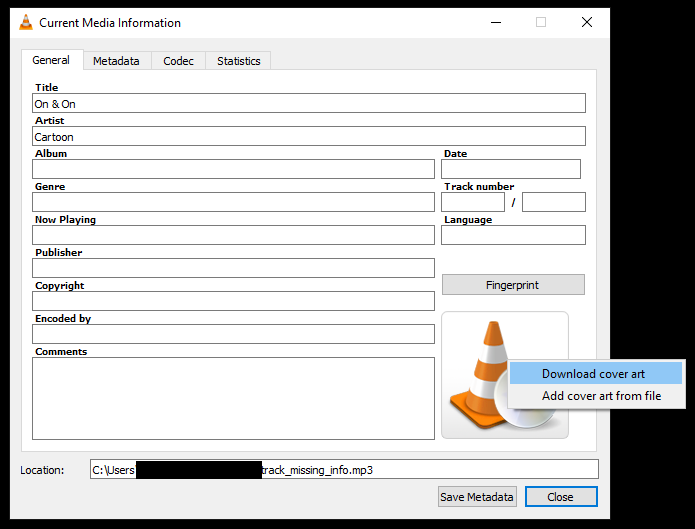 Current Media Information
General Metadata Codec Statistics
Title
On & On
Artist
Cartoon
Album Date
Genre Track number
/
Now Playing Language
Publisher
Copyright Fingerprint
Encoded by
Comments
Download cover art
Add cover art from file
Location: C:\Users\ track_missing_info.mp3
Save Metadata Close